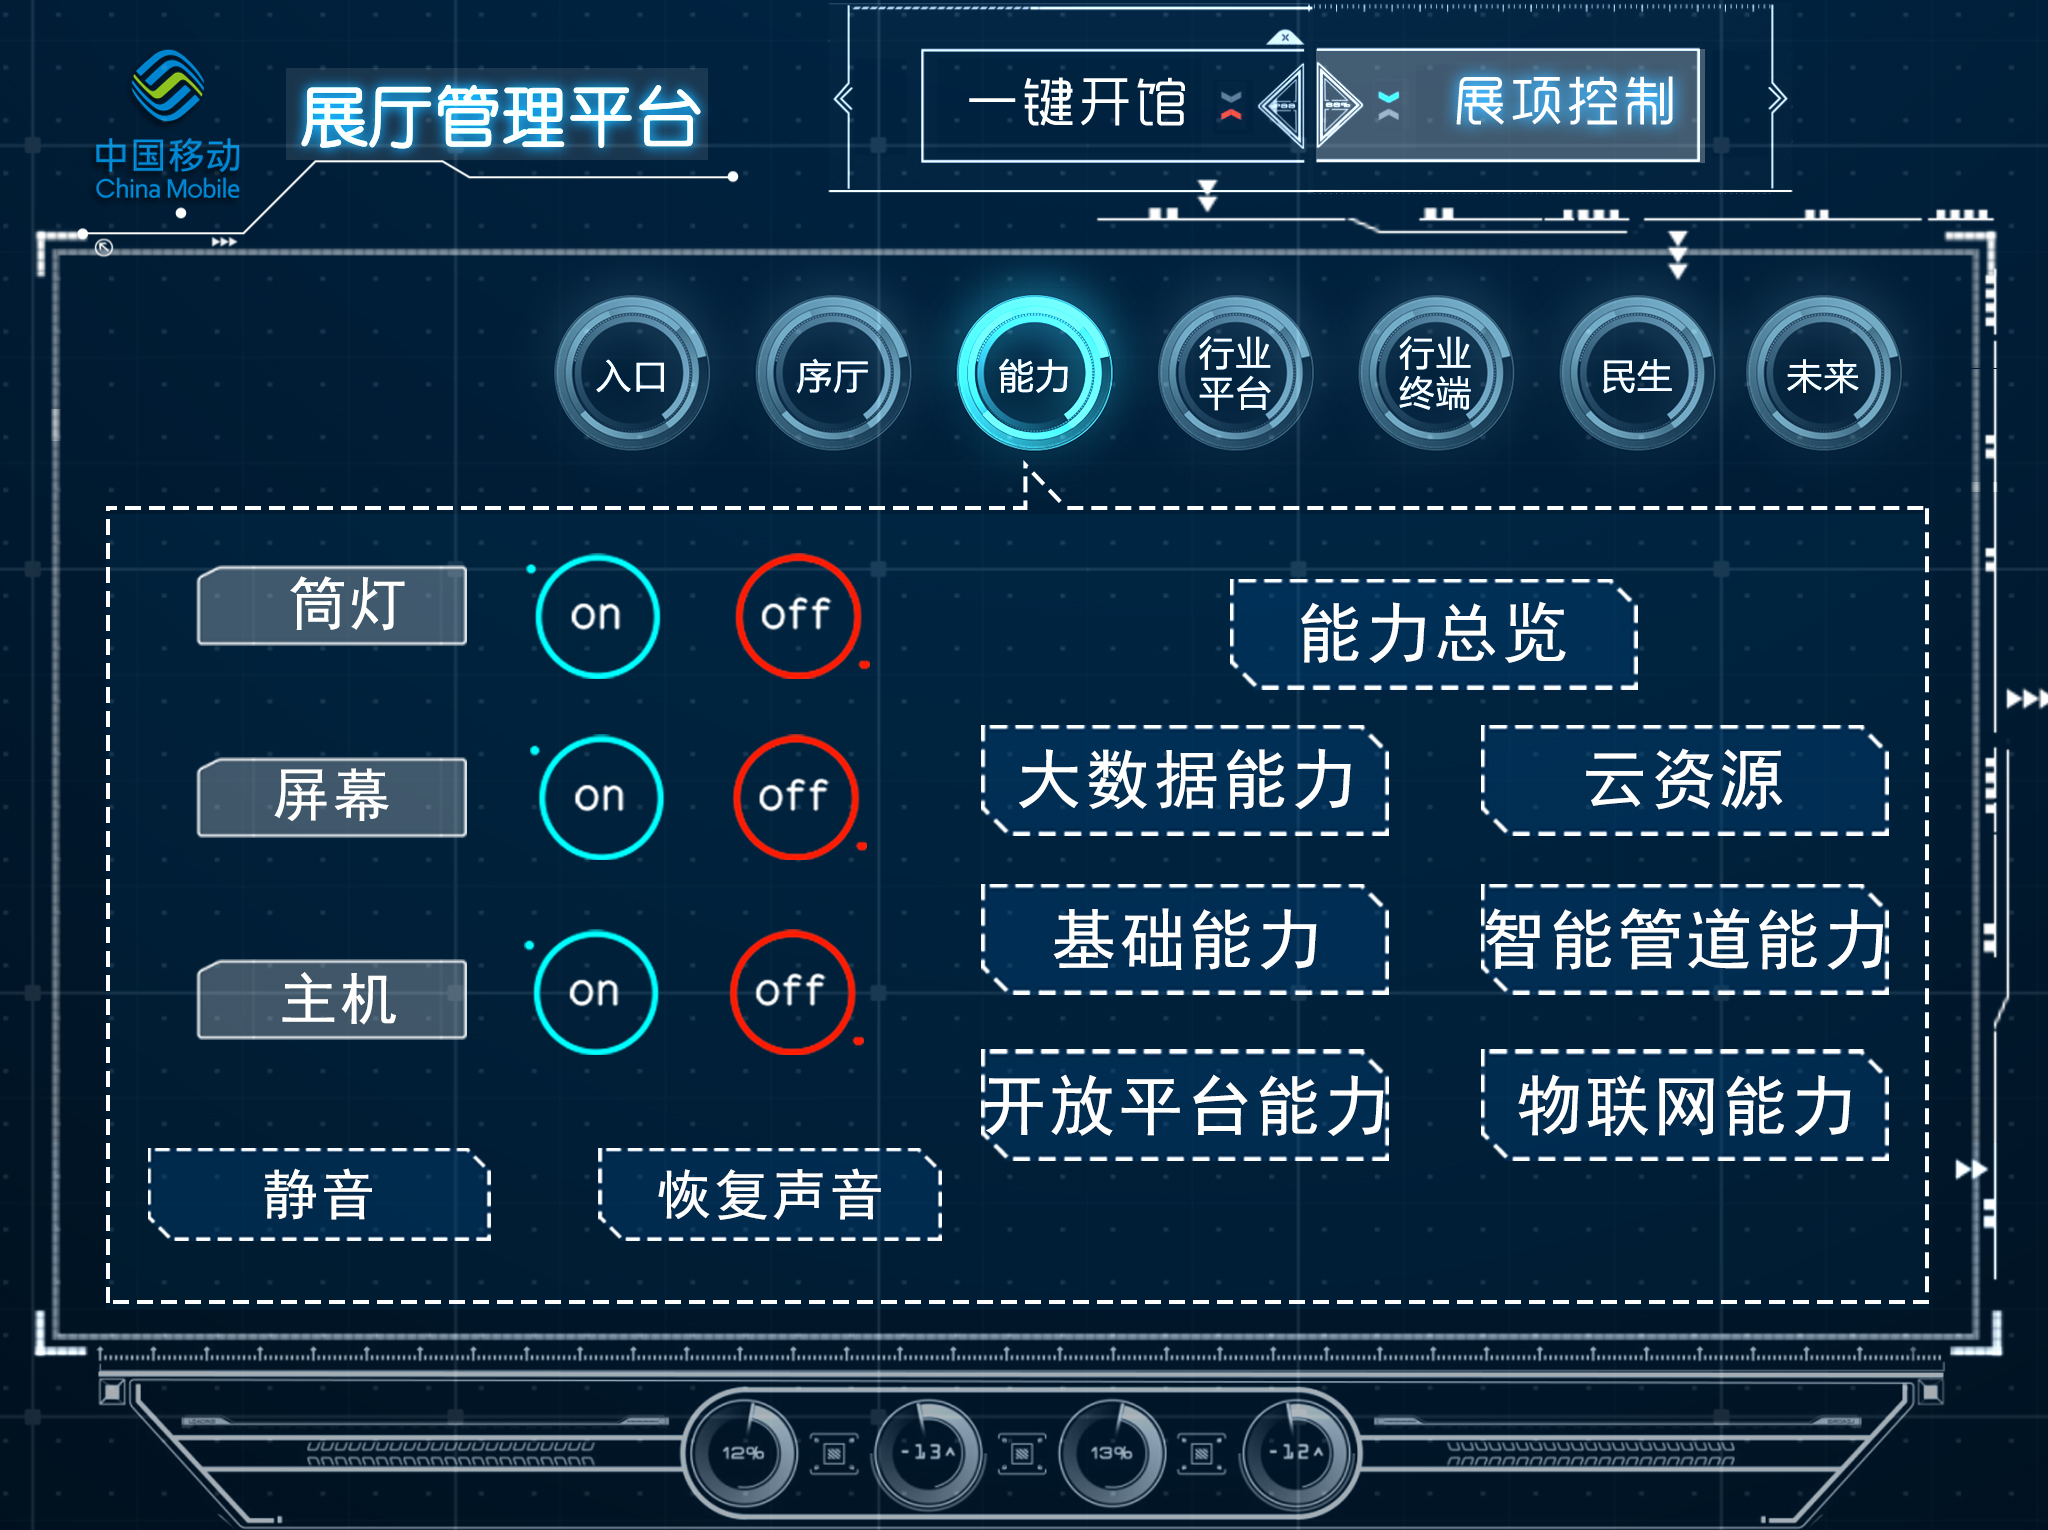 中国移动
China Mobile
展厅管理平台
一键开馆
展项控制
入口
序厅
能力
行业
平台
行业
终端
民生
未来
筒灯
on
off
能力总览
屏幕
on
off
大数据能力
云资源
主机
on
off
基础能力
智能管道能力
开放平台能力
物联网能力
静音
恢复声音
12%
-13^
13%
-12^